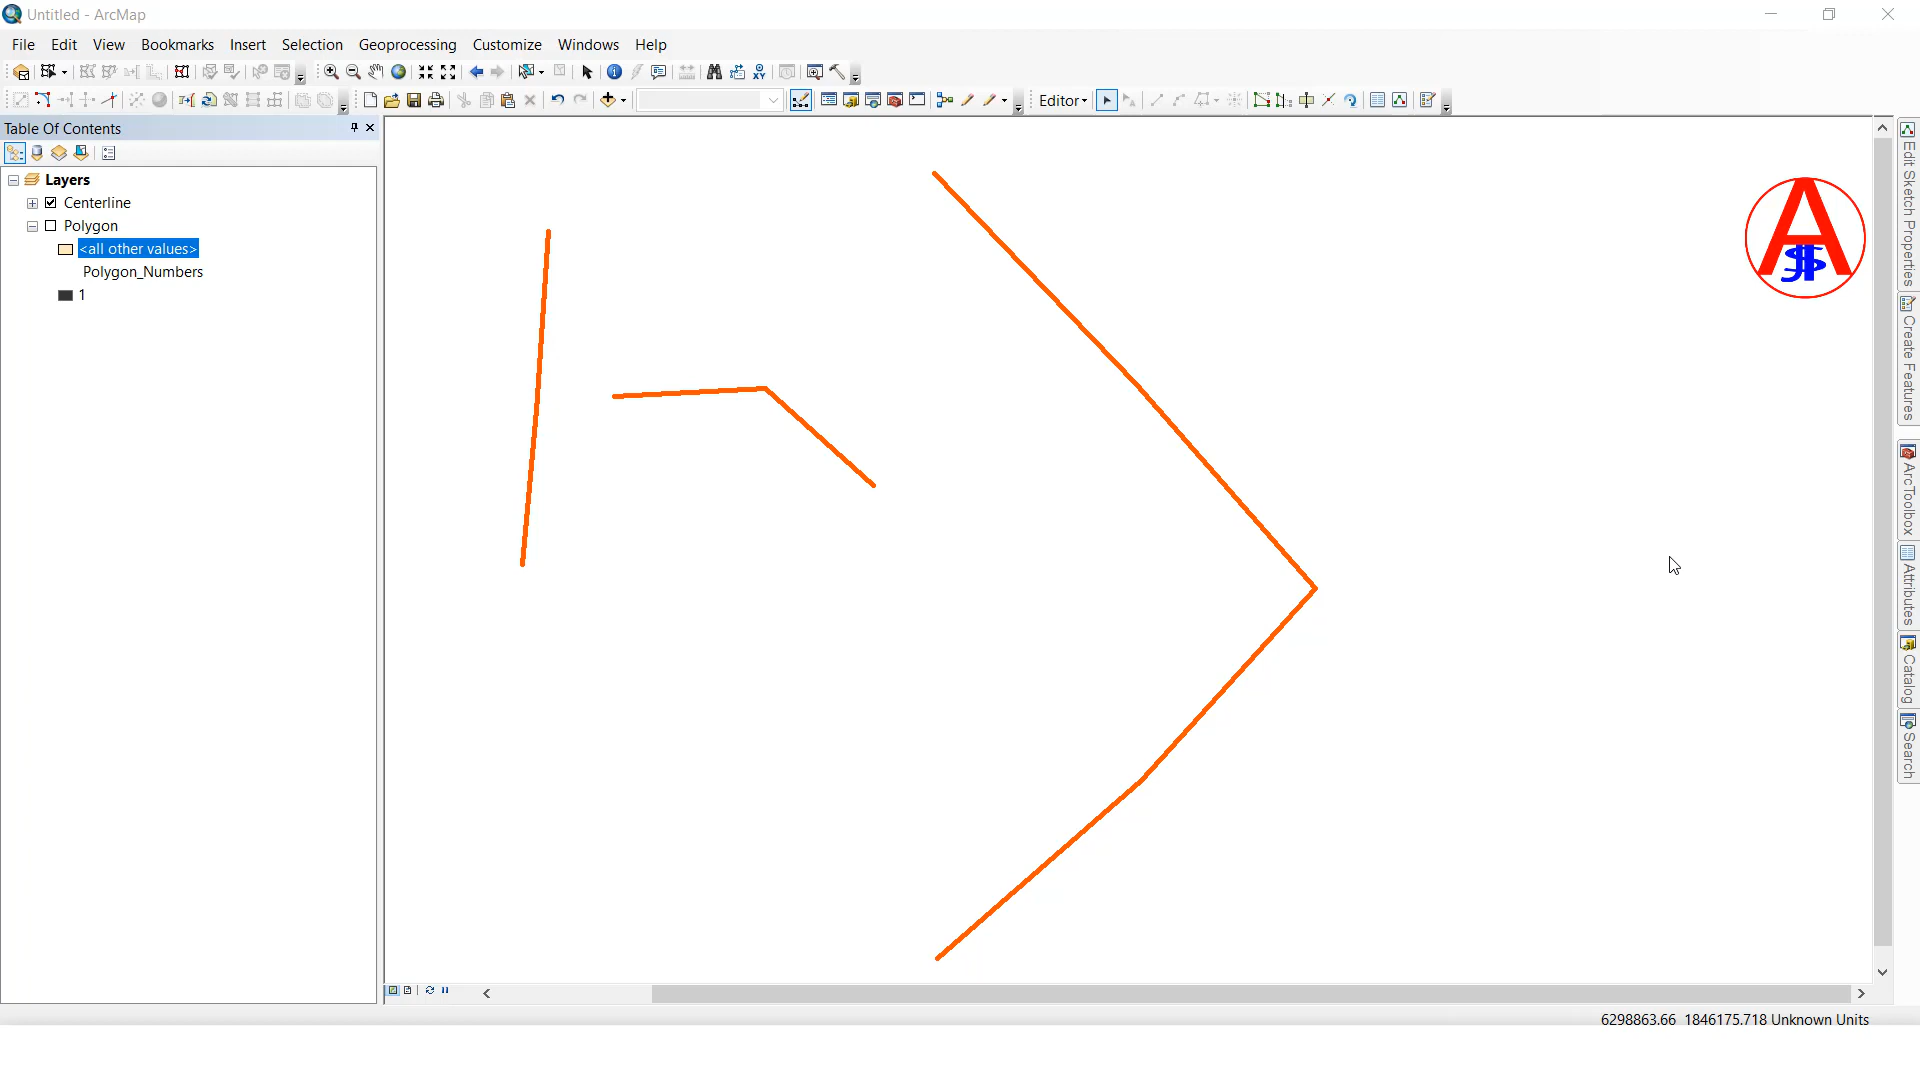 Untitled - ArcMap
File Edit View Bookmarks Insert Selection Geoprocessing Customize Windows Help
Editor
Table Of Contents
Layers
Centerline
Polygon
<all other values>
Polygon_Numbers
1
A
Edit Sketch Properties
Create Features
ArcToolbox
Attributes
Catalog
Search
6298863.66 1846175.718 Unknown Units